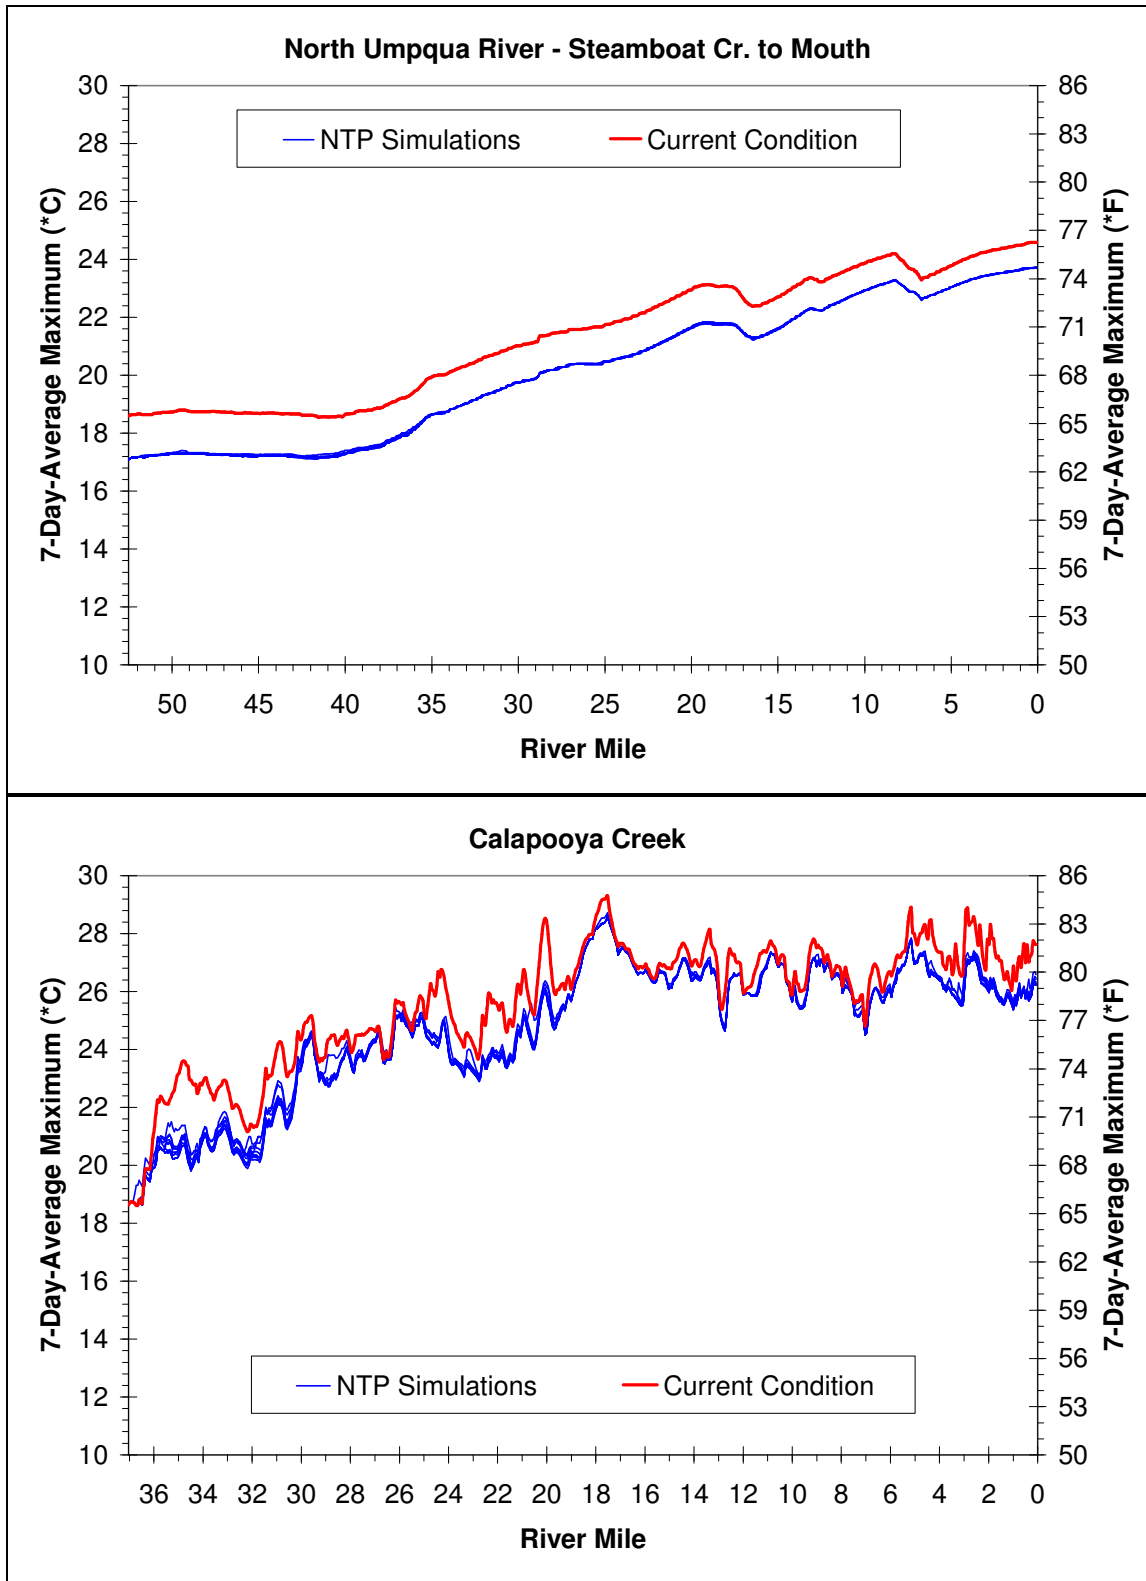 North Umpqua River - Steamboat Cr. to Mouth
NTP Simulations Current Condition
7-Day-Average Maximum (*C)
7-Day-Average Maximum (*F)
30 86
28 83
26 80
24 77
22 74
20 71
18 68
16 65
14 62
12 59
10 56
53
50
50 45 40 35 30 25 20 15 10 5 0
River Mile
Calapooya Creek
7-Day-Average Maximum (*C)
7-Day-Average Maximum (*F)
30 86
28 83
26 80
24 77
22 74
20 71
18 68
16 65
14 62
12 59
10 56
53
50
NTP Simulations Current Condition
36 34 32 30 28 26 24 22 20 18 16 14 12 10 8 6 4 2 0
River Mile